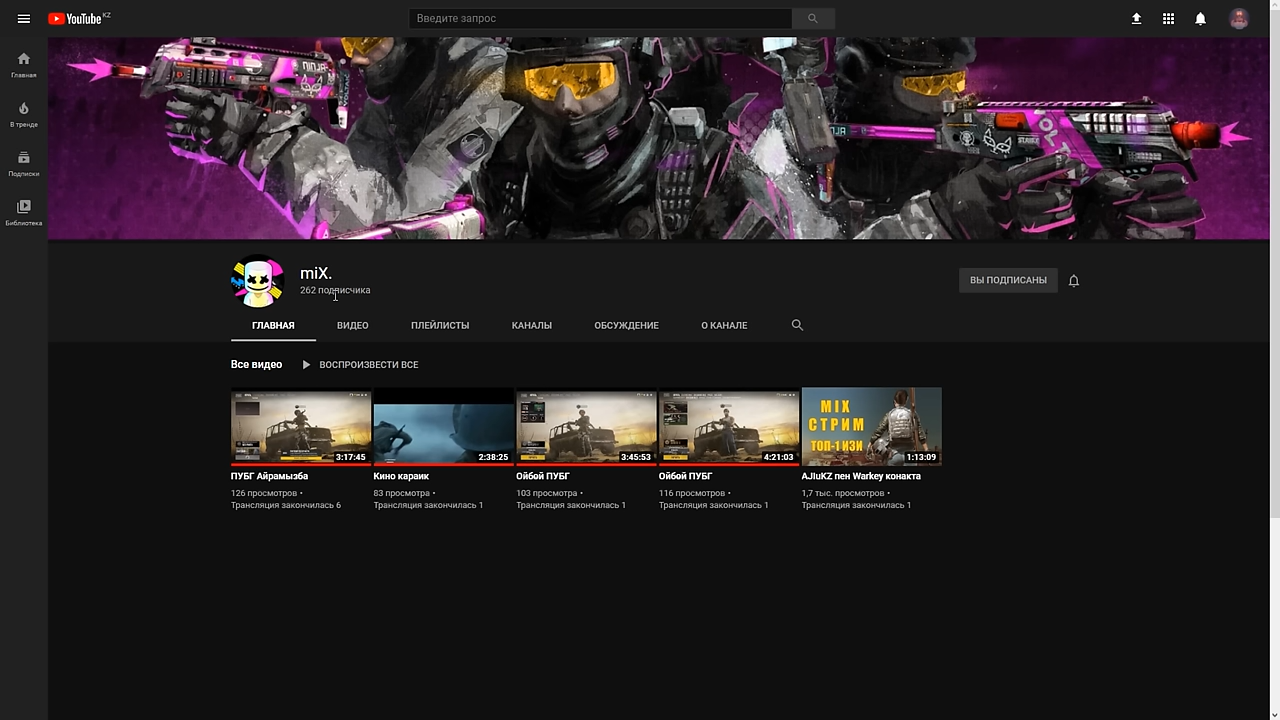 YouTube KZ
Введите запрос
Главная
В тренде
Подписки
Библиотека
miX.
262 подписчика
ВЫ ПОДПИСАНЫ
ГЛАВНАЯ ВИДЕО ПЛЕЙЛИСТЫ КАНАЛЫ ОБСУЖДЕНИЕ О КАНАЛЕ
Все видео ВОСПРОИЗВЕСТИ ВСЕ
3:17:45
2:38:25
3:45:53
4:21:03
MIX
СТРИМ
ТОП-1 ИЗИ
1:13:09
ПУБГ Айрамызба
126 просмотров •
Трансляция закончилась 6
Кино караик
83 просмотра •
Трансляция закончилась 1
Ойбой ПУБГ
103 просмотра •
Трансляция закончилась 1
Ойбой ПУБГ
116 просмотров •
Трансляция закончилась 1
AJIuKZ пен Warkey конакта
1,7 тыс. просмотров •
Трансляция закончилась 1